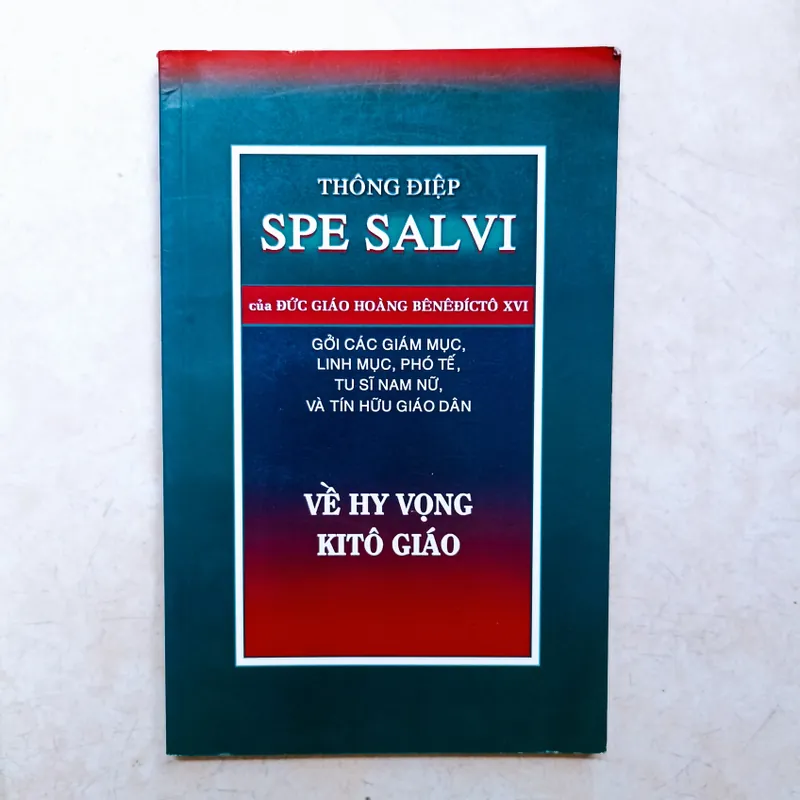 THÔNG ĐIỆP
SPE SALVI
của ĐỨC GIÁO HOÀNG BÊNÊĐÍCTÔ XVI
GỞI CÁC GIÁM MỤC,
LINH MỤC, PHÓ TẾ,
TU SĨ NAM NỮ,
VÀ TÍN HỮU GIÁO DÂN
VỀ HY VỌNG
KITÔ GIÁO